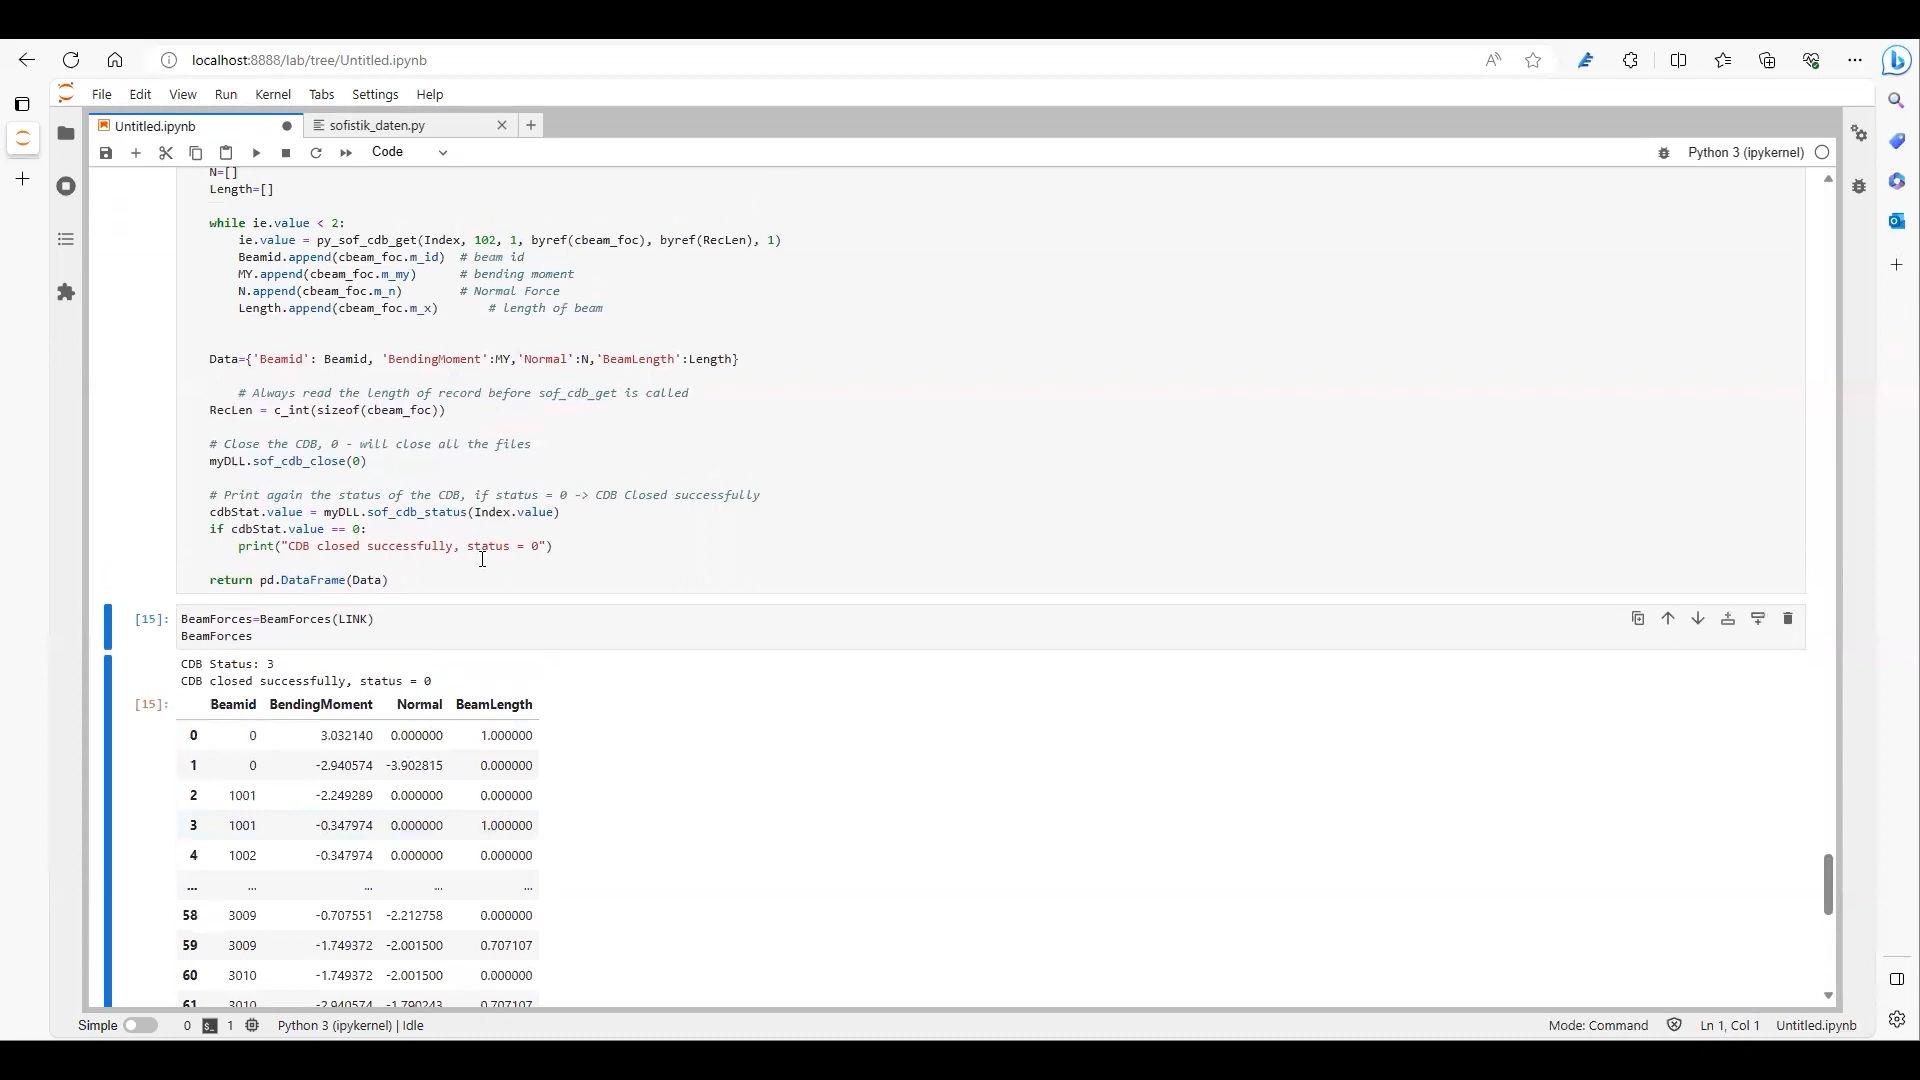 localhost:8888/lab/tree/Untitled.ipynb
File Edit View Run Kernel Tabs Settings Help
Untitled.ipynb
sofistik_daten.py
Code
Python 3 (ipykernel)
N=[]
Length=[]
while ie.value < 2:
ie.value = py_sof_cdb_get(Index, 102, 1, byref(cbeam_foc), byref(RecLen), 1)
Beamid.append(cbeam_foc.m_id) # beam id
MY.append(cbeam_foc.m_my) # bending moment
N.append(cbeam_foc.m_n) # Normal Force
Length.append(cbeam_foc.m_x) # length of beam
Data={'Beamid': Beamid, 'BendingMoment':MY,'Normal':N,'BeamLength':Length}
# Always read the length of record before sof_cdb_get is called
RecLen = c_int(sizeof(cbeam_foc))
# Close the CDB, 0 - will close all the files
myDLL.sof_cdb_close(0)
# Print again the status of the CDB, if status = 0 -> CDB Closed successfully
cdbStat.value = myDLL.sof_cdb_status(Index.value)
if cdbStat.value == 0:
print("CDB closed successfully, status = 0")
return pd.DataFrame(Data)
[15]: BeamForces=BeamForces(LINK)
BeamForces
CDB Status: 3
CDB closed successfully, status = 0
[15]: Beamid BendingMoment Normal BeamLength
0 0 3.032140 0.000000 1.000000
1 0 -2.940574 -3.902815 0.000000
2 1001 -2.249289 0.000000 0.000000
3 1001 -0.347974 0.000000 1.000000
4 1002 -0.347974 0.000000 0.000000
... ... ... ... ...
58 3009 -0.707551 -2.212758 0.000000
59 3009 -1.749372 -2.001500 0.707107
60 3010 -1.749372 -2.001500 0.000000
61 3010 -2.940574 -1.790243 0.707107
Simple 0 1 Python 3 (ipykernel) | Idle
Mode: Command Ln 1, Col 1 Untitled.ipynb